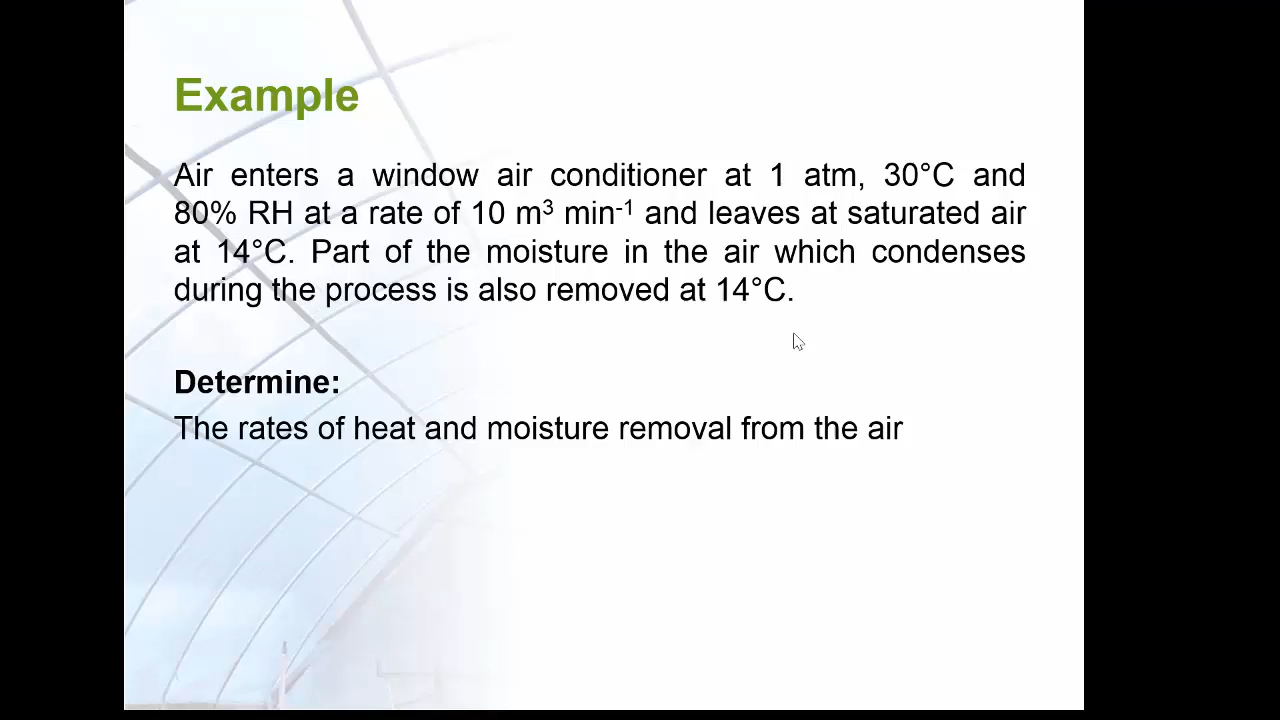 Example
Air enters a window air conditioner at 1 atm, 30°C and
80% RH at a rate of 10 m³ min⁻¹ and leaves at saturated air
at 14°C. Part of the moisture in the air which condenses
during the process is also removed at 14°C.
Determine:
The rates of heat and moisture removal from the air